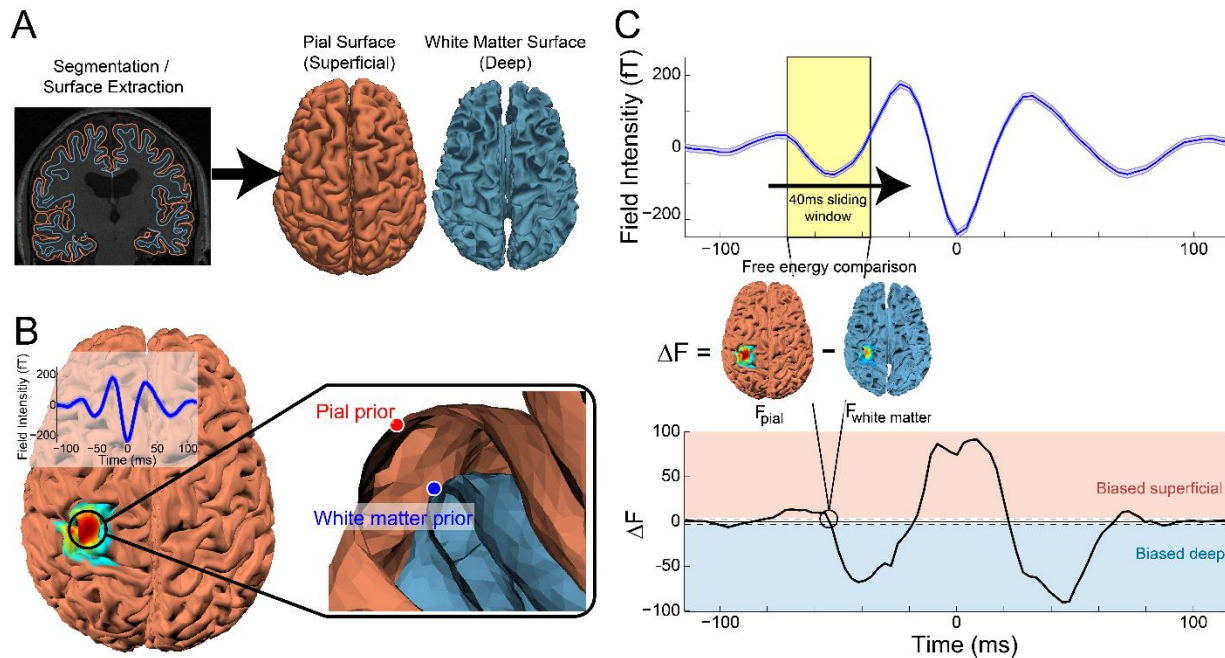 A
Segmentation /
Surface Extraction
Pial Surface
(Superficial)
White Matter Surface
(Deep)
B
Field Intensitiy (fT)
200
0
−200
−100 −50 0 50 100
Time (ms)
Pial prior
White matter prior
C
Field Intensitiy (fT)
200
0
−200
40ms sliding
window
−100 0 100
Free energy comparison
ΔF = −
Fpial
Fwhite matter
ΔF
100
50
0
−50
−100
Biased superficial
Biased deep
−100 0 100
Time (ms)